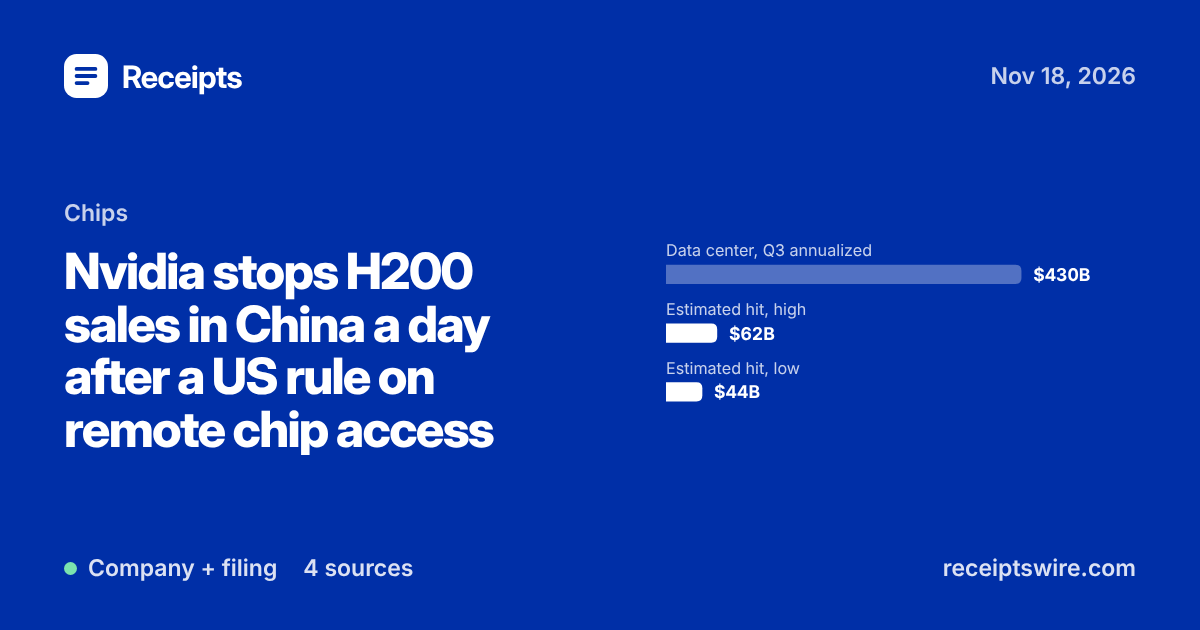 Receipts
Nov 18, 2026
Chips
Nvidia stops H200
sales in China a day
after a US rule on
remote chip access
Data center, Q3 annualized
$430B
Estimated hit, high
$62B
Estimated hit, low
$44B
Company + filing
4 sources
receiptswire.com